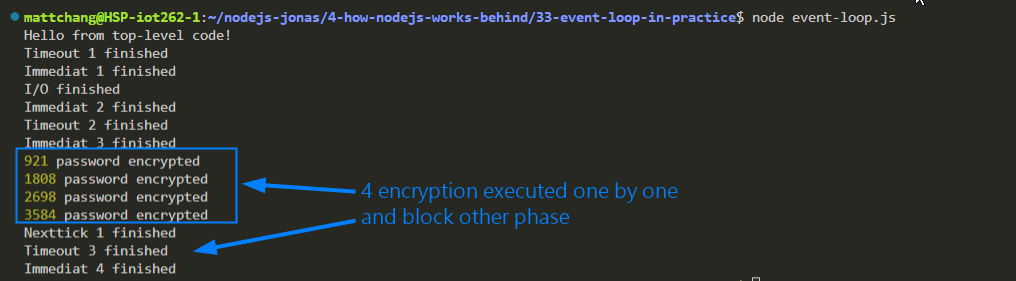 mattchang@HSP-iot262-1:~/nodejs-jonas/4-how-nodejs-works-behind/33-event-loop-in-practice$ node event-loop.js
Hello from top-level code!
Timeout 1 finished
Immediat 1 finished
I/O finished
Immediat 2 finished
Timeout 2 finished
Immediat 3 finished
921 password encrypted
1808 password encrypted
2698 password encrypted
3584 password encrypted
4 encryption executed one by one
and block other phase
Nexttick 1 finished
Timeout 3 finished
Immediat 4 finished